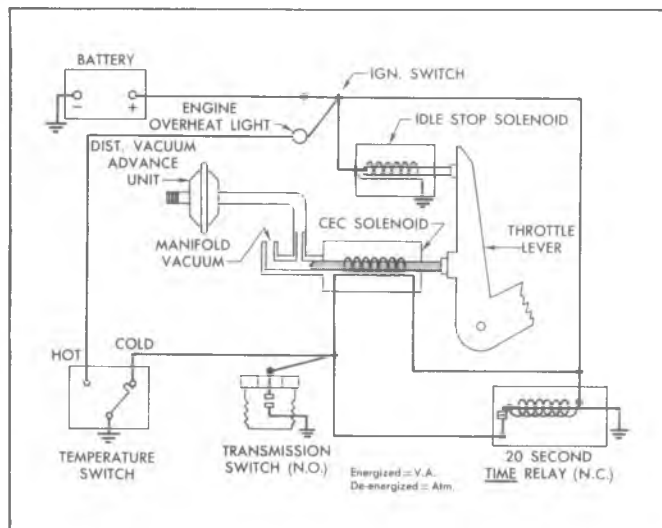 BATTERY
- +
IGN. SWITCH
ENGINE
OVERHEAT LIGHT
IDLE STOP SOLENOID
DIST. VACUUM
ADVANCE
UNIT
CEC SOLENOID
THROTTLE
LEVER
MANIFOLD
VACUUM
HOT
COLD
TEMPERATURE
SWITCH
TRANSMISSION
SWITCH (N.O.)
Energized = V.A.
De-energized = Atm.
20 SECOND
TIME RELAY (N.C.)